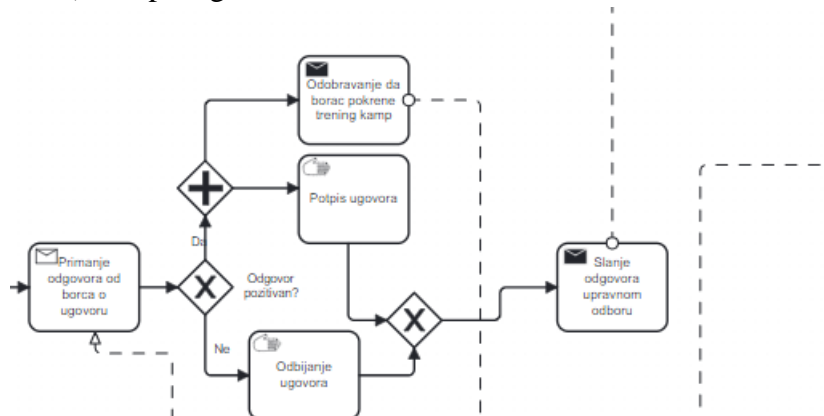 Odobravanje da
borac pokrene
trening kamp
Potpis ugovora
Da
Primanje
odgovora od
borca o
ugovoru
Odgovor
pozitivan?
Slanje
odgovora
upravnom
odboru
Ne
Odbijanje
ugovora